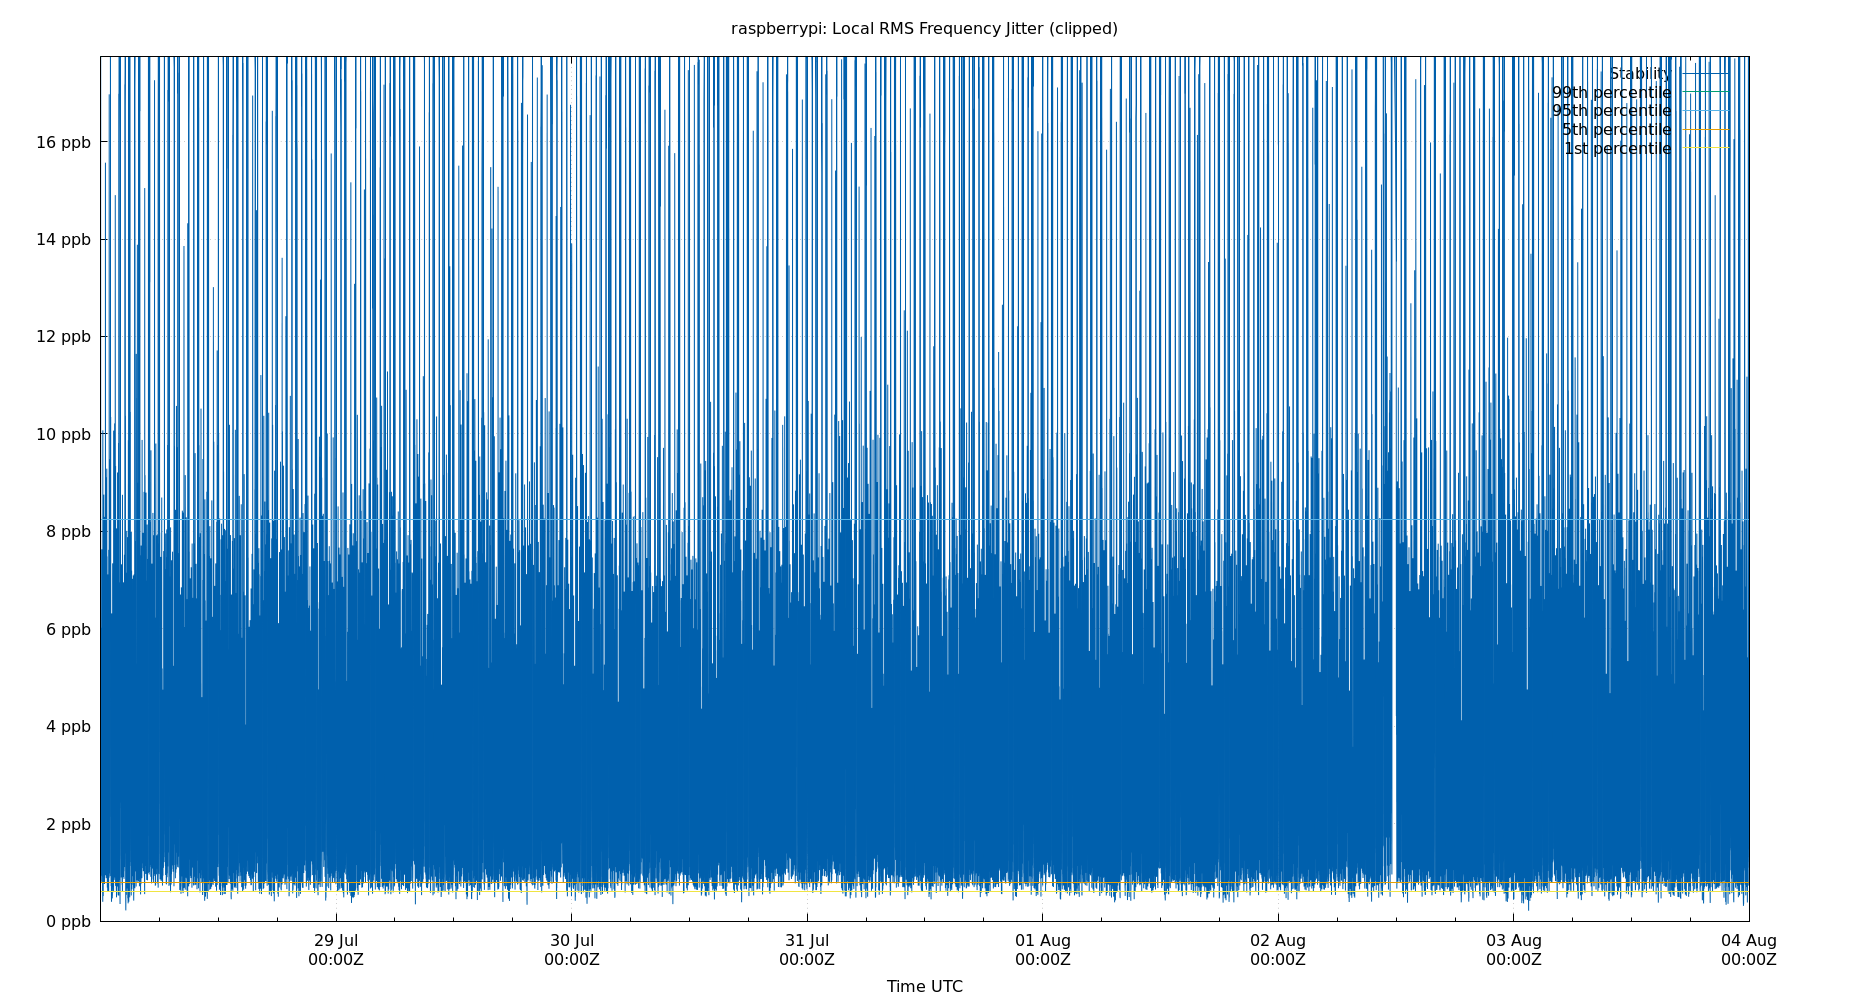 raspberrypi: Local RMS Frequency Jitter (clipped)
Stability
99th percentile
95th percentile
5th percentile
1st percentile
16 ppb
14 ppb
12 ppb
10 ppb
8 ppb
6 ppb
4 ppb
2 ppb
0 ppb
29 Jul 30 Jul 31 Jul 01 Aug 02 Aug 03 Aug 04 Aug
00:00Z 00:00Z 00:00Z 00:00Z 00:00Z 00:00Z 00:00Z
Time UTC